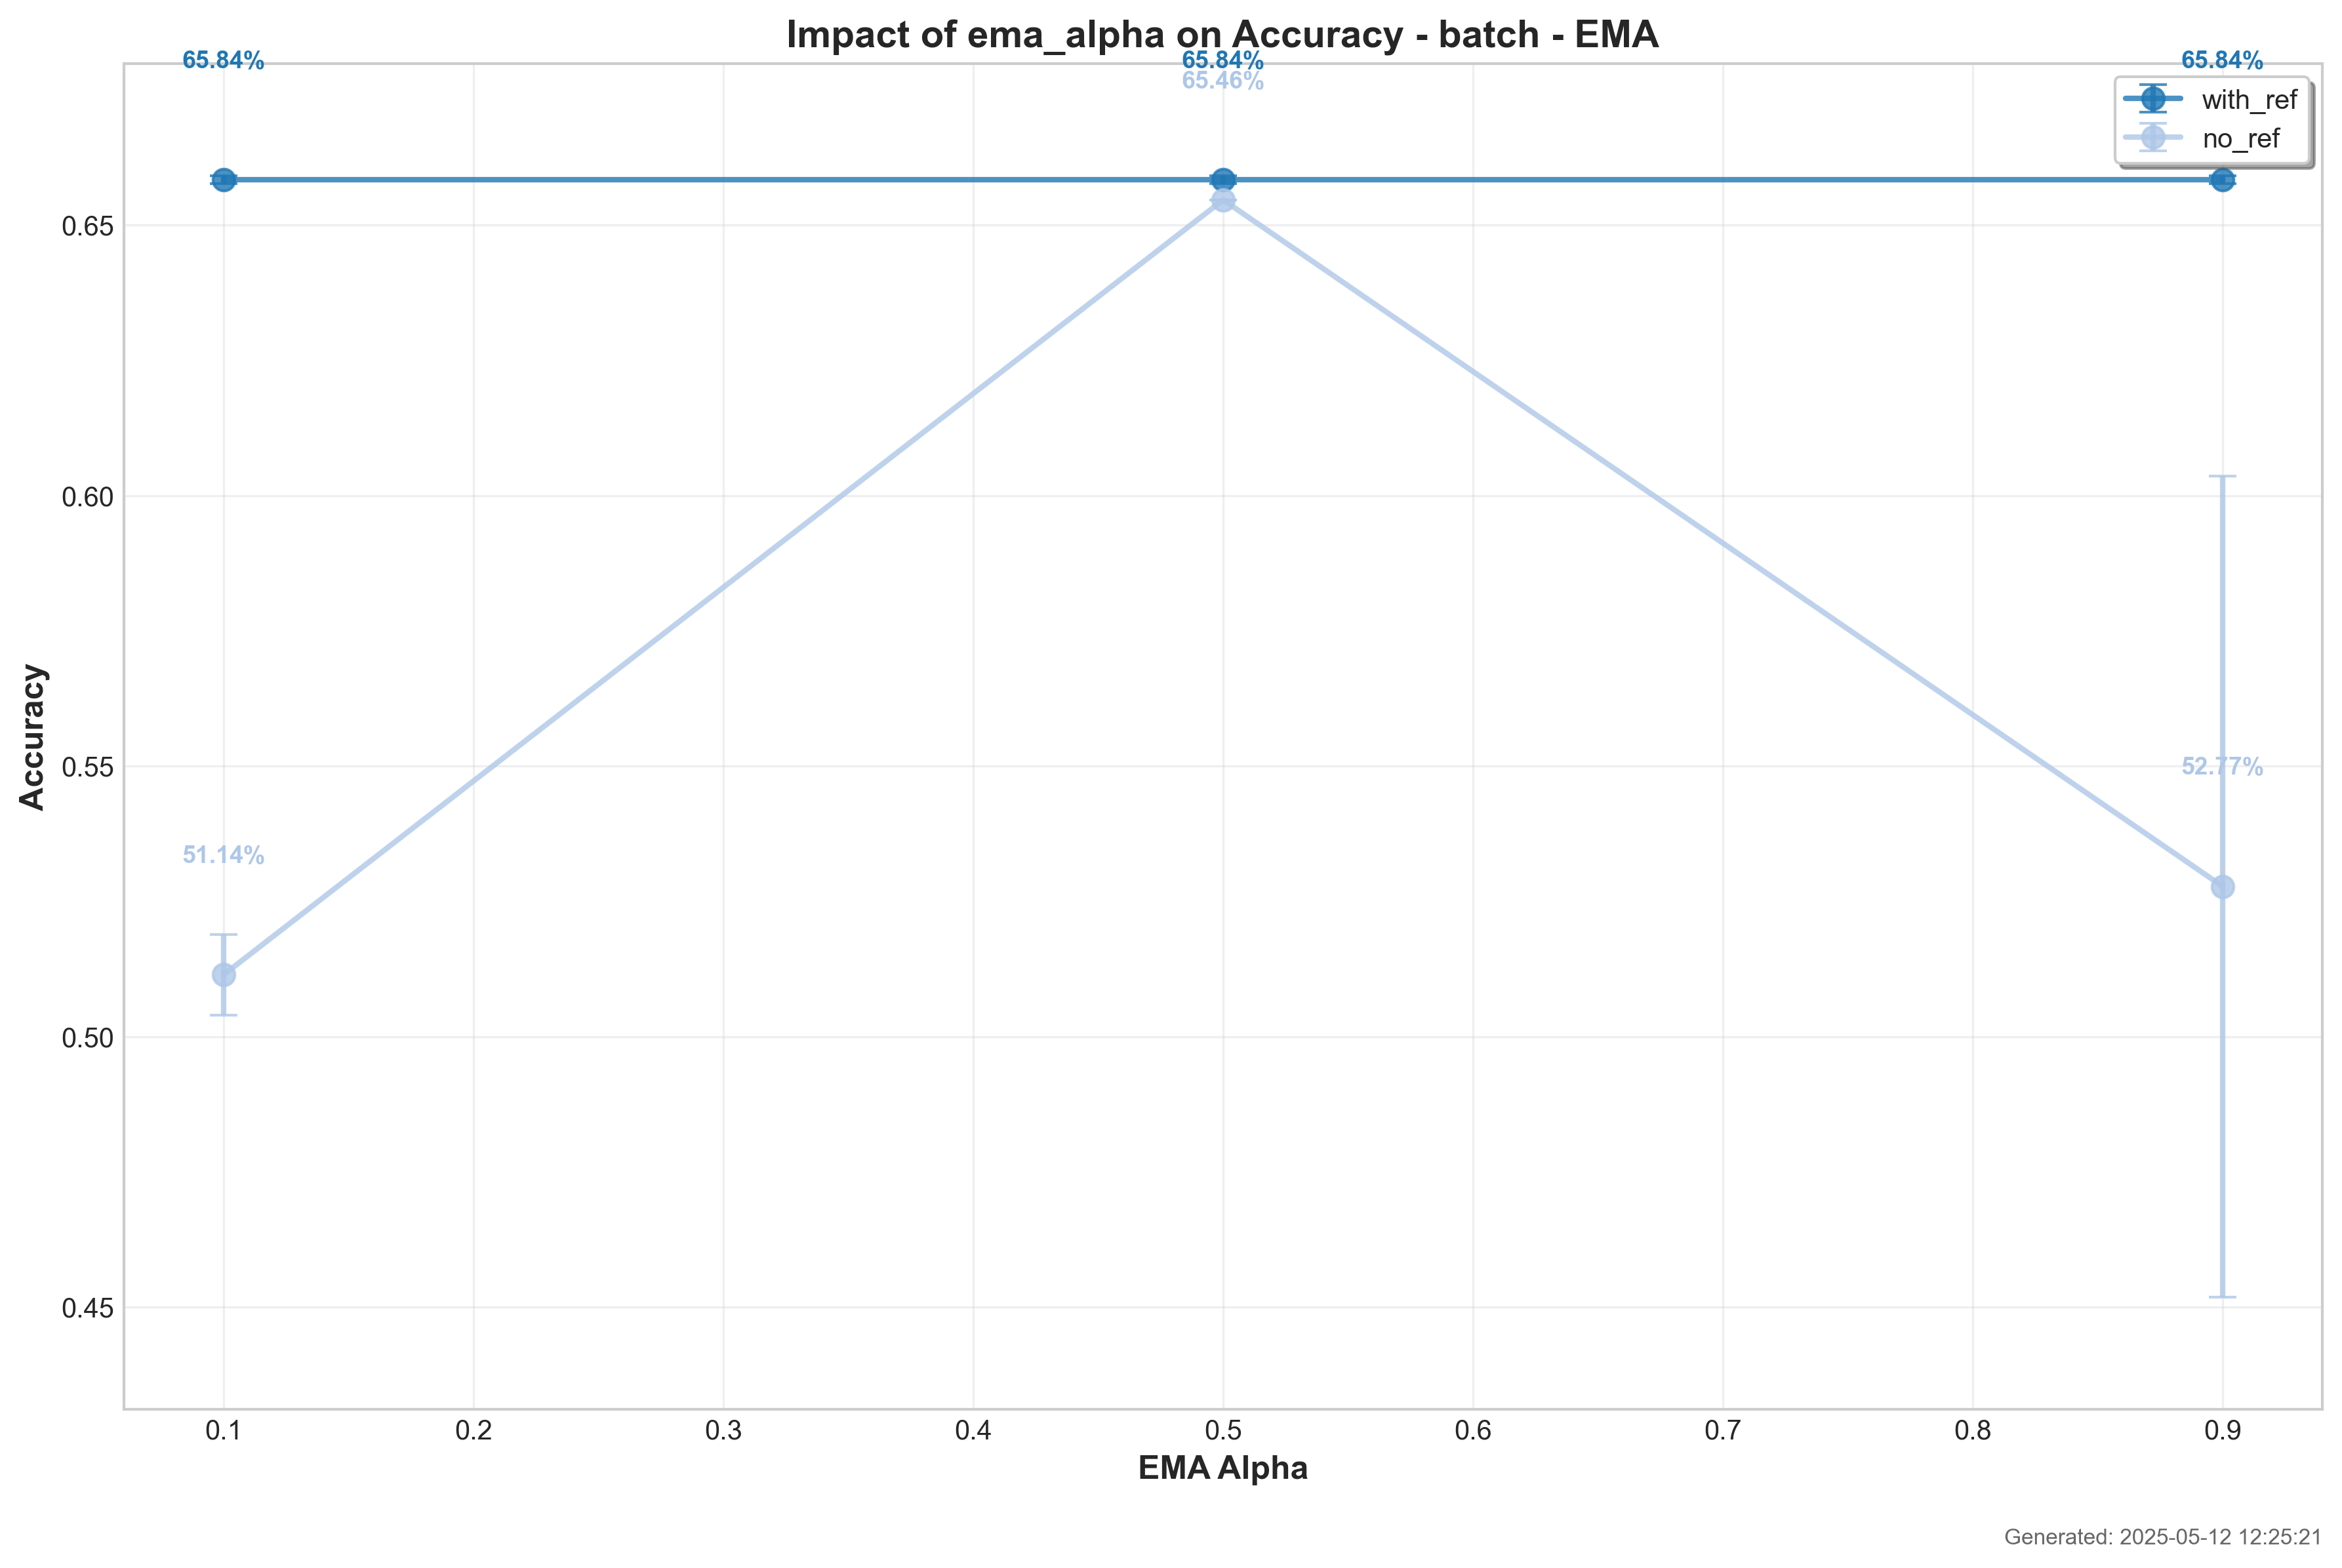 Impact of ema_alpha on Accuracy - batch - EMA
65.84%
65.84%
65.84%
65.46%
with_ref
no_ref
0.65
0.60
0.55
0.50
0.45
Accuracy
52.77%
51.14%
0.1 0.2 0.3 0.4 0.5 0.6 0.7 0.8 0.9
EMA Alpha
Generated: 2025-05-12 12:25:21